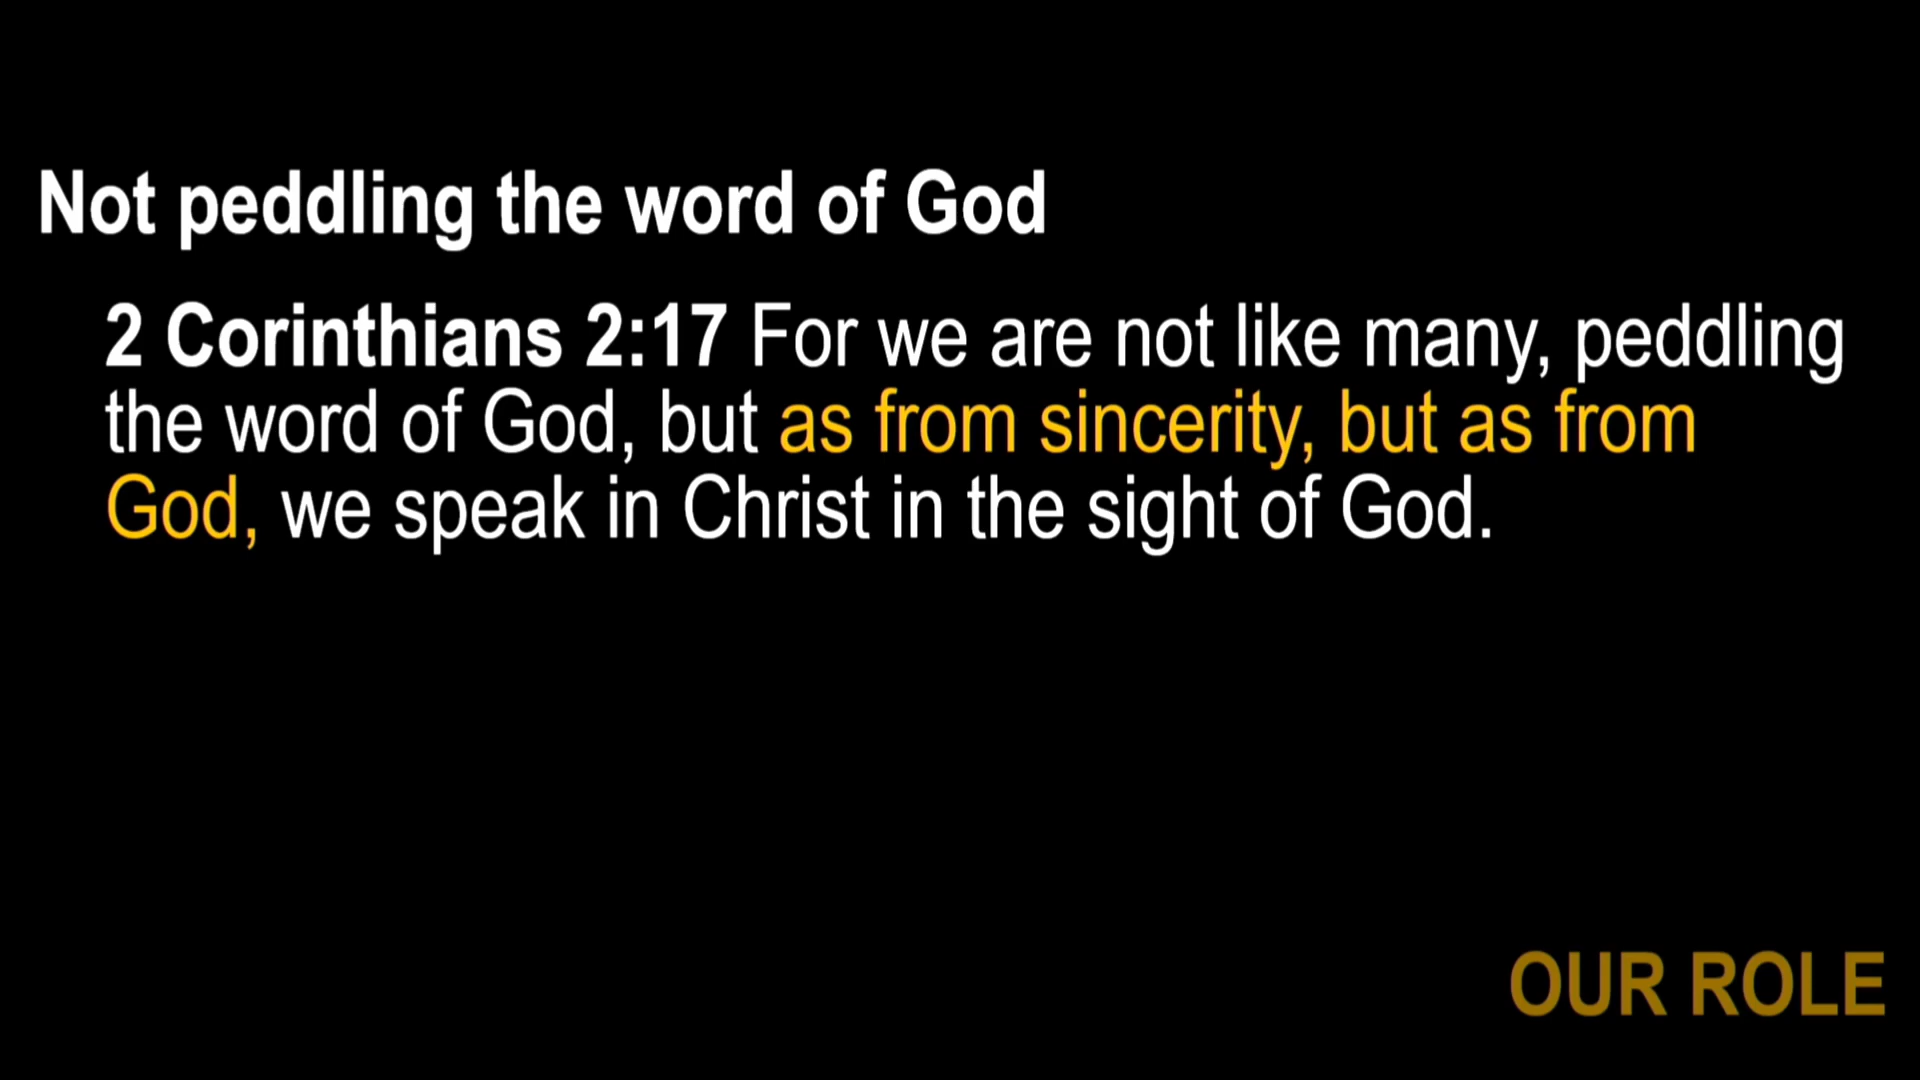 Not peddling the word of God
2 Corinthians 2:17 For we are not like many, peddling
the word of God, but as from sincerity, but as from
God, we speak in Christ in the sight of God.
OUR ROLE